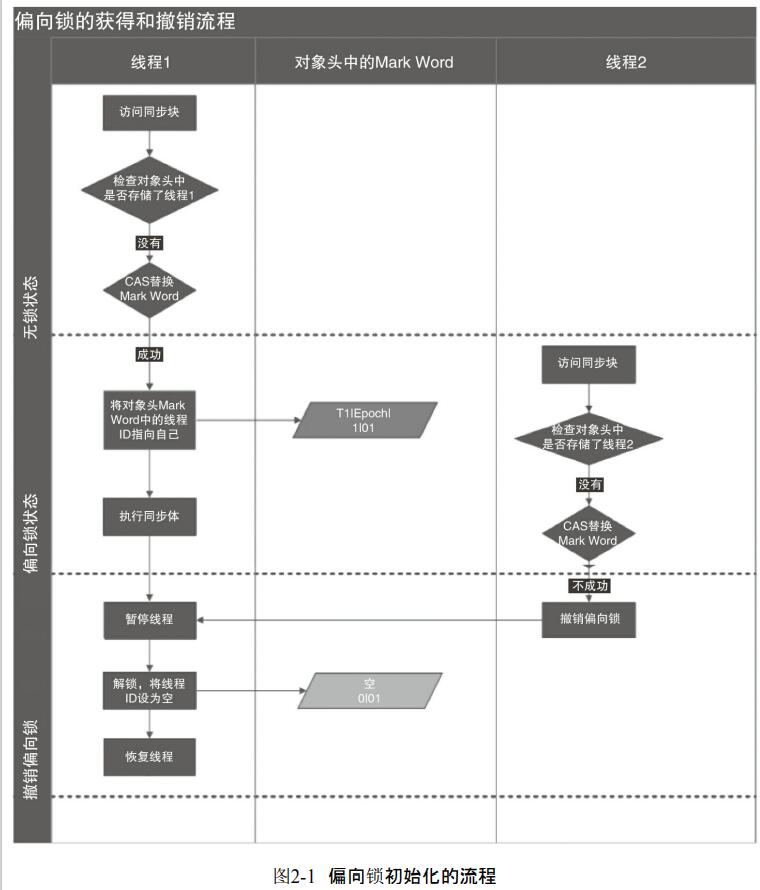 偏向锁的获得和撤销流程
线程1
对象头中的Mark Word
线程2
无锁状态
访问同步块
检查对象头中
是否存储了线程1
没有
CAS替换
Mark Word
偏向锁状态
成功
将对象头Mark
Word中的线程
ID指向自己
T1|Epoch|
1|01
执行同步体
访问同步块
检查对象头中
是否存储了线程2
没有
CAS替换
Mark Word
不成功
撤销偏向锁
撤销偏向锁
暂停线程
解锁，将线程
ID设为空
空
0|01
恢复线程
图2-1 偏向锁初始化的流程